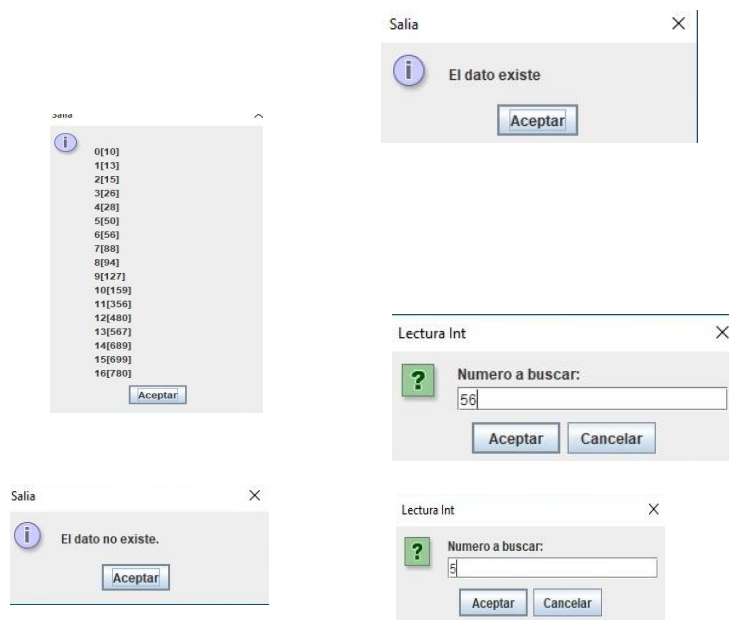 Salia
El dato existe
Aceptar
Salia
0[10]
1[13]
2[15]
3[26]
4[28]
5[50]
6[56]
7[88]
8[94]
9[127]
10[159]
11[356]
12[480]
13[567]
14[689]
15[699]
16[780]
Aceptar
Lectura Int
Numero a buscar:
56
Aceptar Cancelar
Salia
El dato no existe.
Aceptar
Lectura Int
Numero a buscar:
5
Aceptar Cancelar